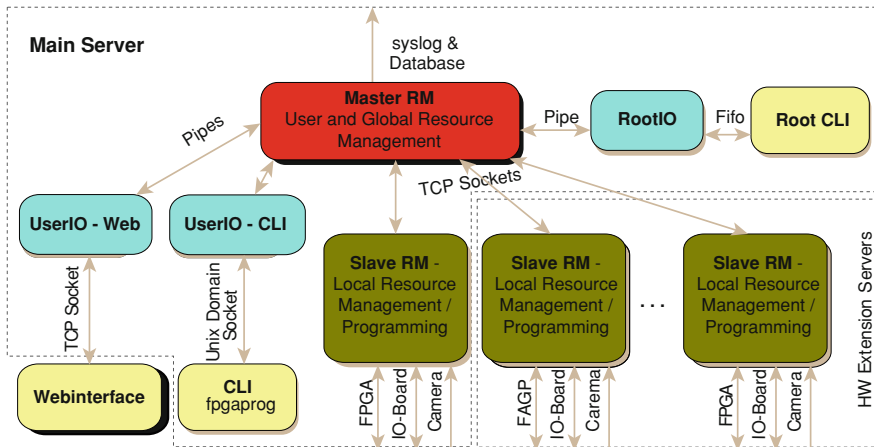 Main Server
syslog &
Database
Master RM
User and Global Resource
Management
Pipes
Pipe
RootIO
Fifo
Root CLI
TCP Sockets
UserIO - Web
UserIO - CLI
TCP Socket
Unix Domain
Socket
Webinterface
CLI
fpgaprog
Slave RM -
Local Resource
Management /
Programming
FPGA
IO-Board
Camera
Slave RM -
Local Resource
Management /
Programming
FAGP
IO-Board
Carema
...
Slave RM -
Local Resource
Management /
Programming
FPGA
IO-Board
Camera
HW Extension Servers